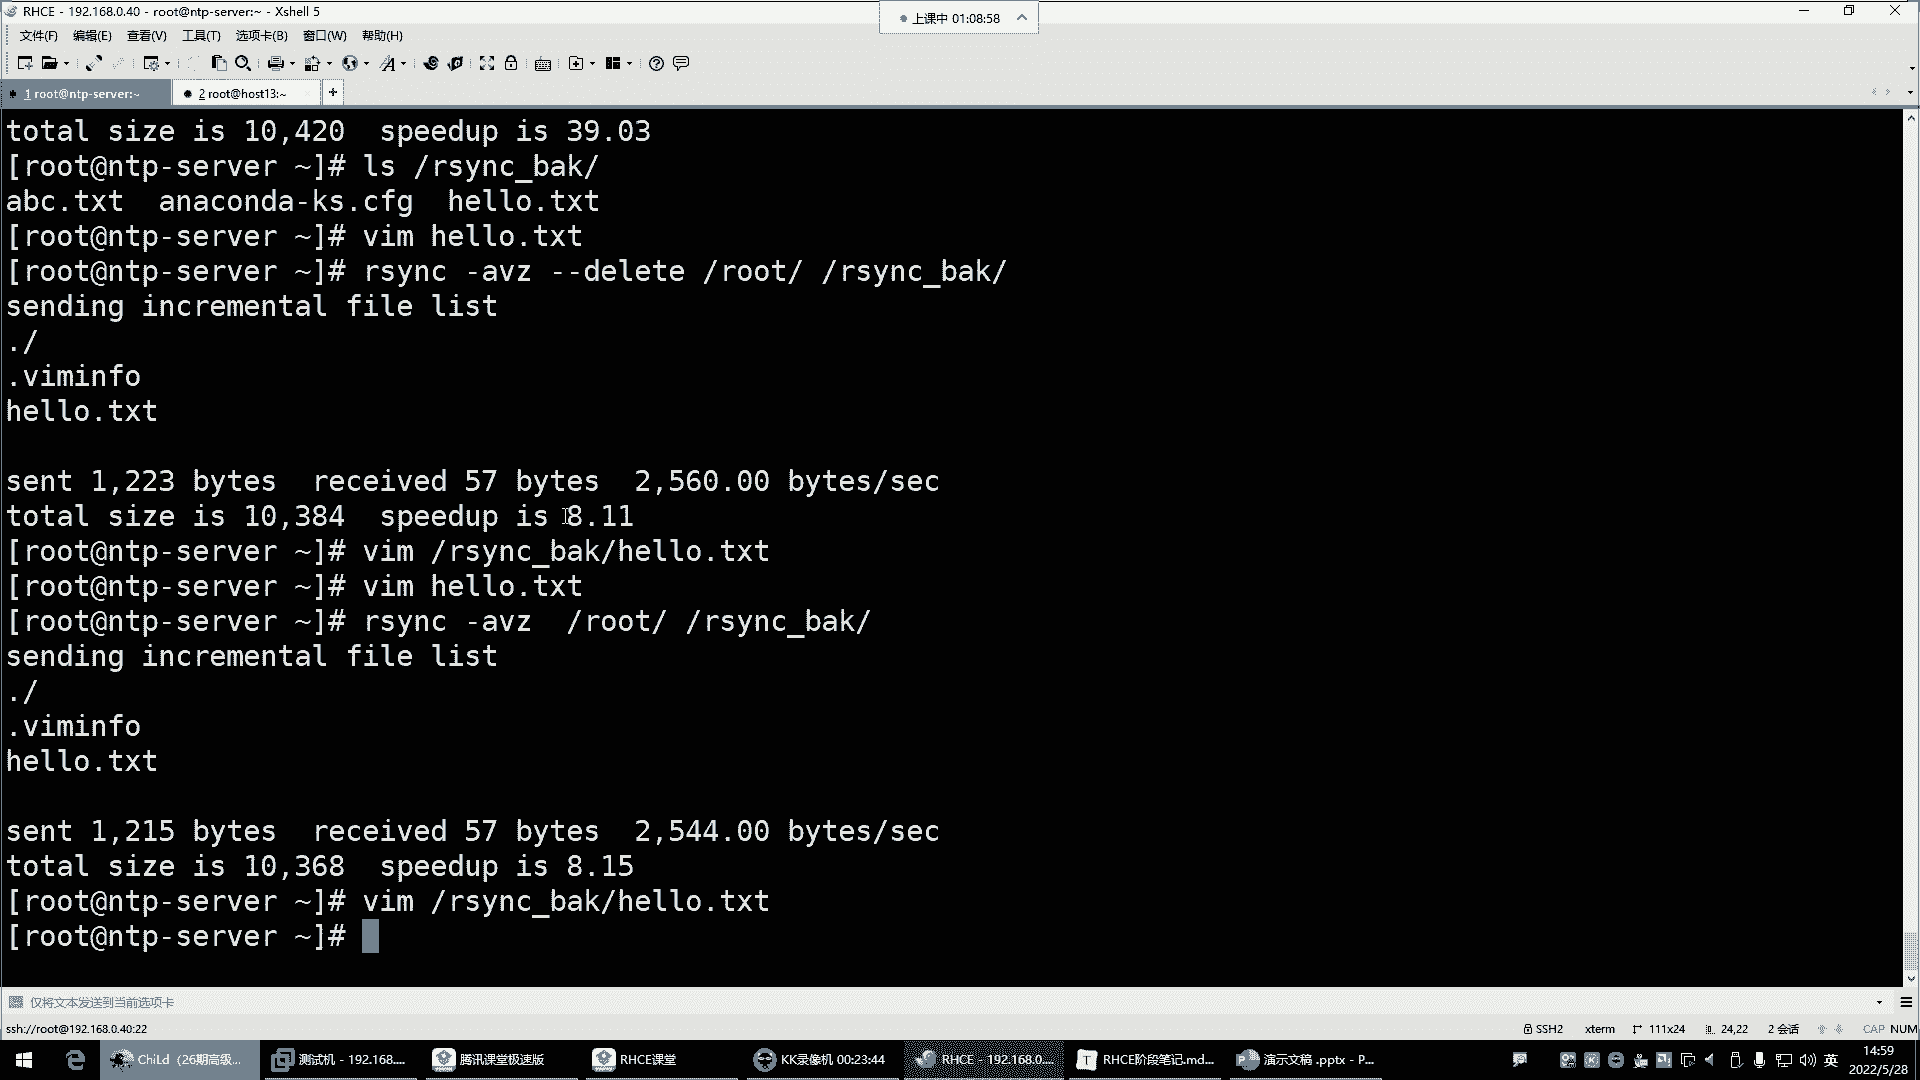 RHCE - 192.168.0.40 - root@ntp-server:~ - Xshell 5
上课中 01:08:58
文件(F) 编辑(E) 查看(V) 工具(T) 选项卡(B) 窗口(W) 帮助(H)
1 root@ntp-server:~ 2 root@host13:~ +
total size is 10,420  speedup is 39.03
[root@ntp-server ~]# ls /rsync_bak/
abc.txt  anaconda-ks.cfg  hello.txt
[root@ntp-server ~]# vim hello.txt
[root@ntp-server ~]# rsync -avz --delete /root/ /rsync_bak/
sending incremental file list
./
.viminfo
hello.txt
sent 1,223 bytes  received 57 bytes  2,560.00 bytes/sec
total size is 10,384  speedup is 8.11
[root@ntp-server ~]# vim /rsync_bak/hello.txt
[root@ntp-server ~]# vim hello.txt
[root@ntp-server ~]# rsync -avz  /root/ /rsync_bak/
sending incremental file list
./
.viminfo
hello.txt
sent 1,215 bytes  received 57 bytes  2,544.00 bytes/sec
total size is 10,368  speedup is 8.15
[root@ntp-server ~]# vim /rsync_bak/hello.txt
[root@ntp-server ~]#
仅将文本发送到当前选项卡
ssh://root@192.168.0.40:22 SSH2 xterm 111x24 24,22 2 会话 CAP NUM
ChiLd（26期高级... 测试机 - 192.168.... 腾讯课堂极速版 RHCE课堂 KK录像机 00:23:44 RHCE - 192.168.0.... RHCE阶段笔记.md... 演示文稿 .pptx - P... 英 14:59
2022/5/28